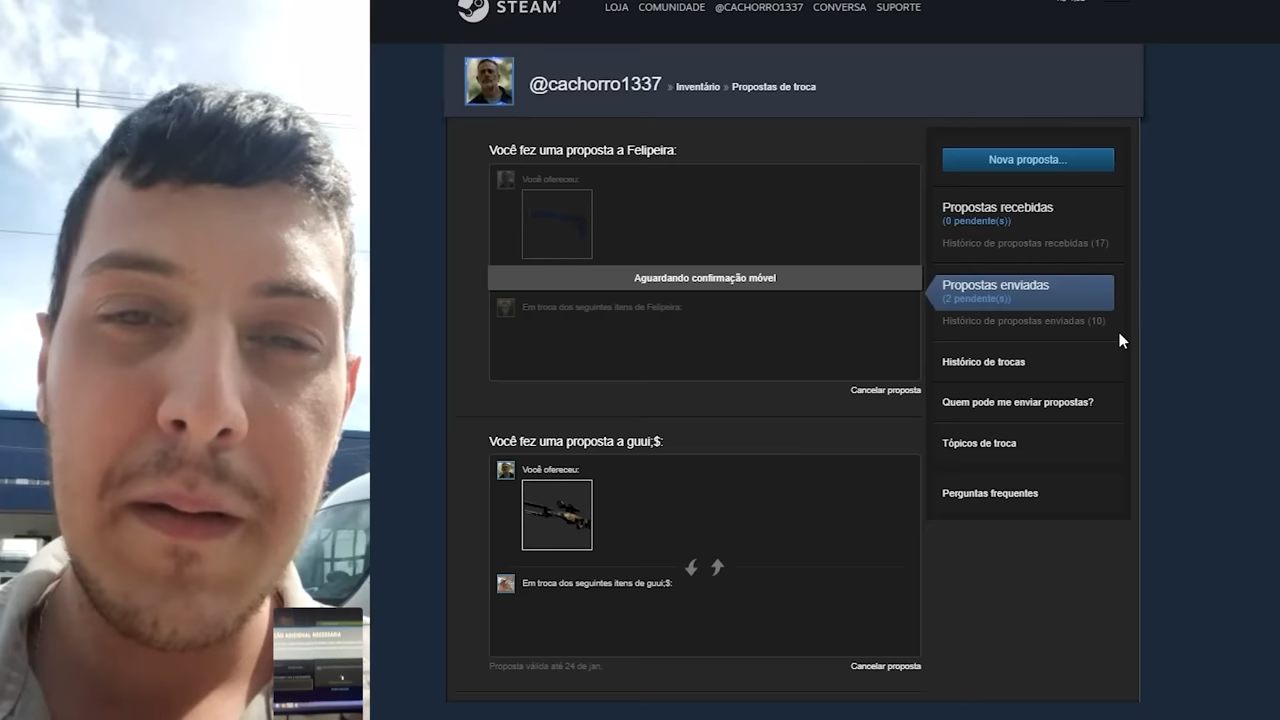 STEAM
LOJA COMUNIDADE @CACHORRO1337 CONVERSA SUPORTE
@cachorro1337 » Inventário » Propostas de troca
Você fez uma proposta a Felipeira:
Você ofereceu:
Aguardando confirmação móvel
Em troca dos seguintes itens de Felipeira:
Cancelar proposta
Você fez uma proposta a guui;$:
Você ofereceu:
Em troca dos seguintes itens de guui;$:
Proposta válida até 24 de jan.
Cancelar proposta
Nova proposta...
Propostas recebidas
(0 pendente(s))
Histórico de propostas recebidas (17)
Propostas enviadas
(2 pendente(s))
Histórico de propostas enviadas (10)
Histórico de trocas
Quem pode me enviar propostas?
Tópicos de troca
Perguntas frequentes
ÇÃO ADICIONAL NECESSÁRIA